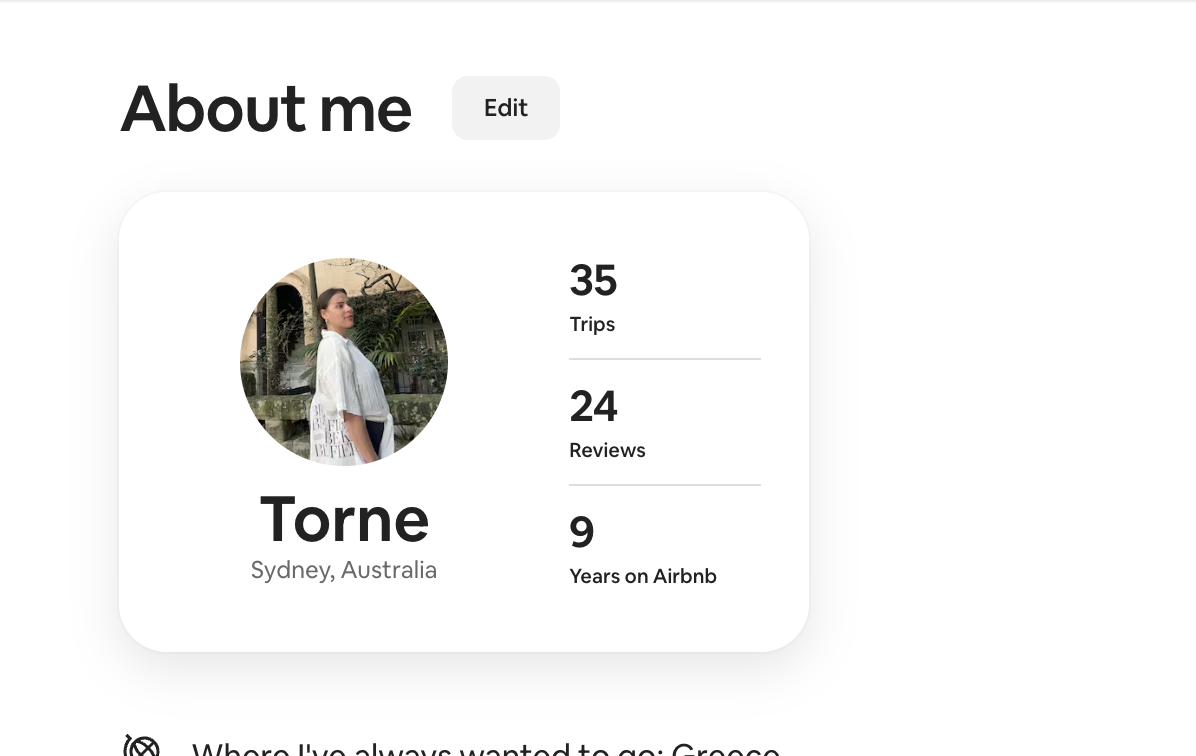 About me
Edit
35
Trips
24
Reviews
9
Years on Airbnb
Torne
Sydney, Australia
Where I've always wanted to go: Greece